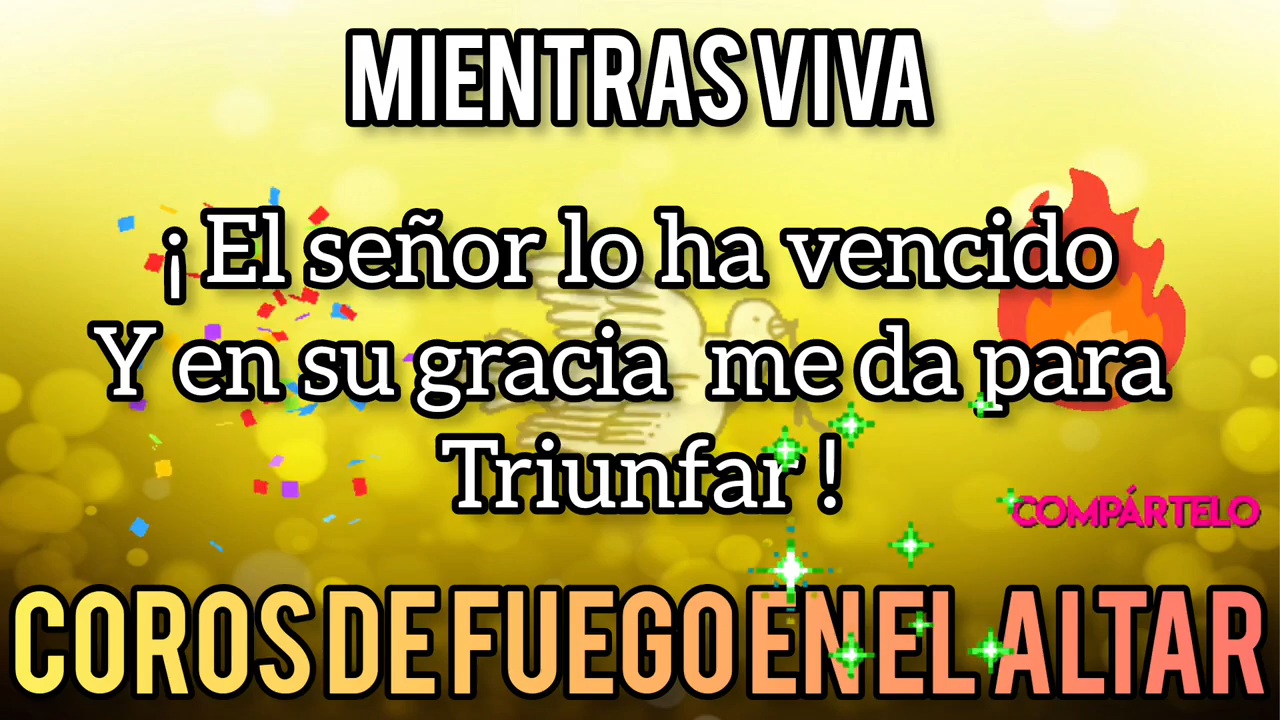 MIENTRAS VIVA
¡ El señor lo ha vencido
Y en su gracia me da para
Triunfar !
COMPÁRTELO
COROS DE FUEGO EN EL ALTAR